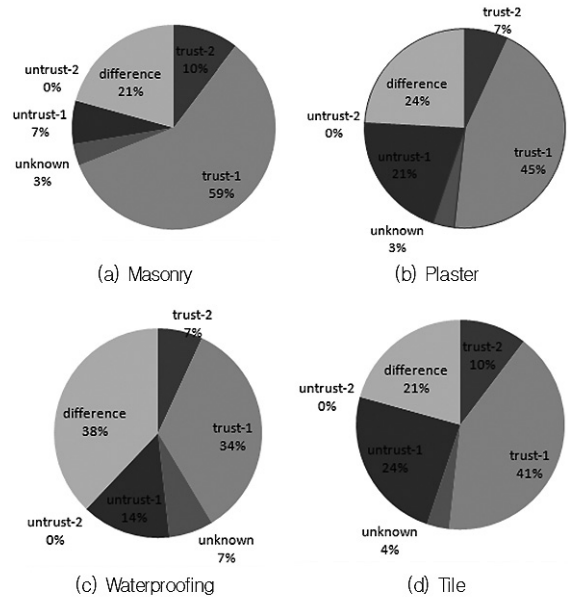 trust-2
10%
trust-1
59%
unknown
3%
untrust-1
7%
untrust-2
0%
difference
21%
(a) Masonry
trust-2
7%
trust-1
45%
unknown
3%
untrust-1
21%
untrust-2
0%
difference
24%
(b) Plaster
trust-2
7%
trust-1
34%
unknown
7%
untrust-1
14%
untrust-2
0%
difference
38%
(c) Waterproofing
trust-2
10%
trust-1
41%
unknown
4%
untrust-1
24%
untrust-2
0%
difference
21%
(d) Tile